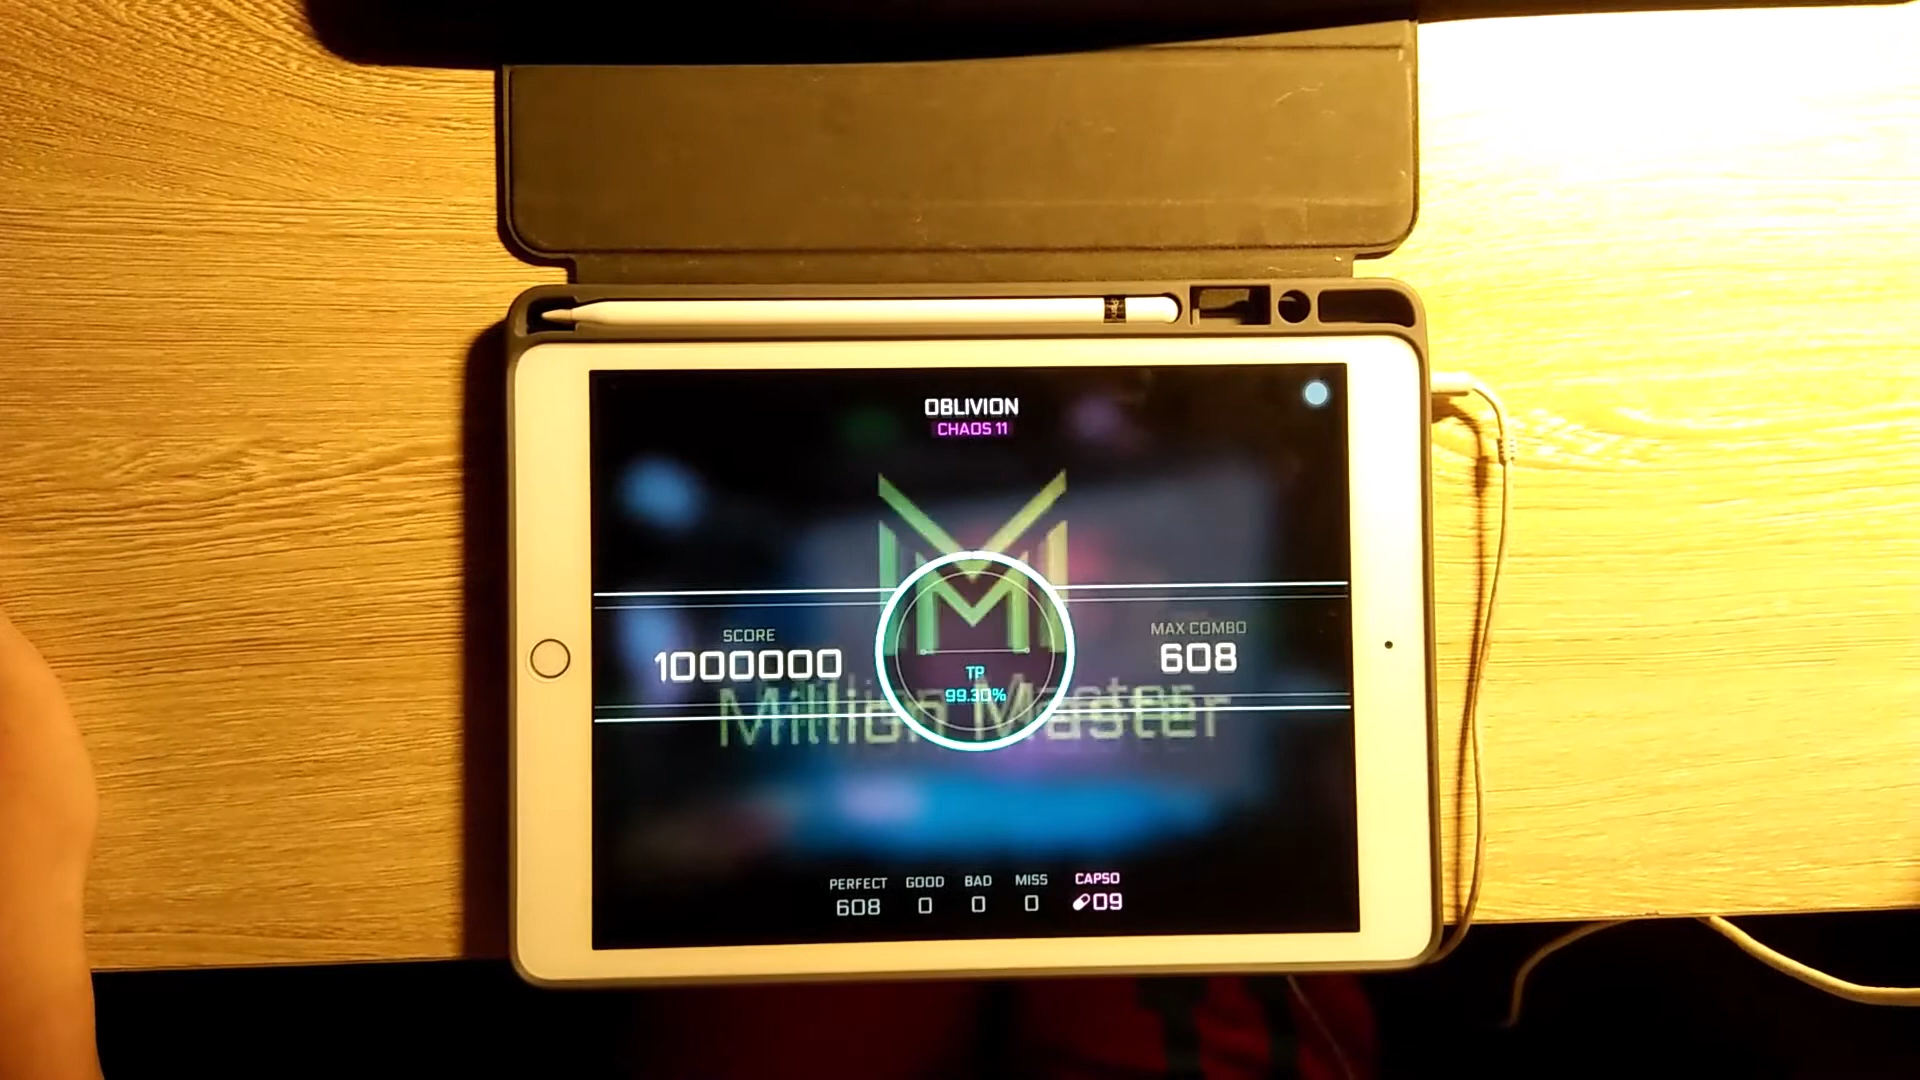 OBLIVION
CHAOS 11
SCORE
1000000
TP
99.30%
MAX COMBO
608
Million Master
PERFECT GOOD BAD MISS CAPSO
608 0 0 0 09